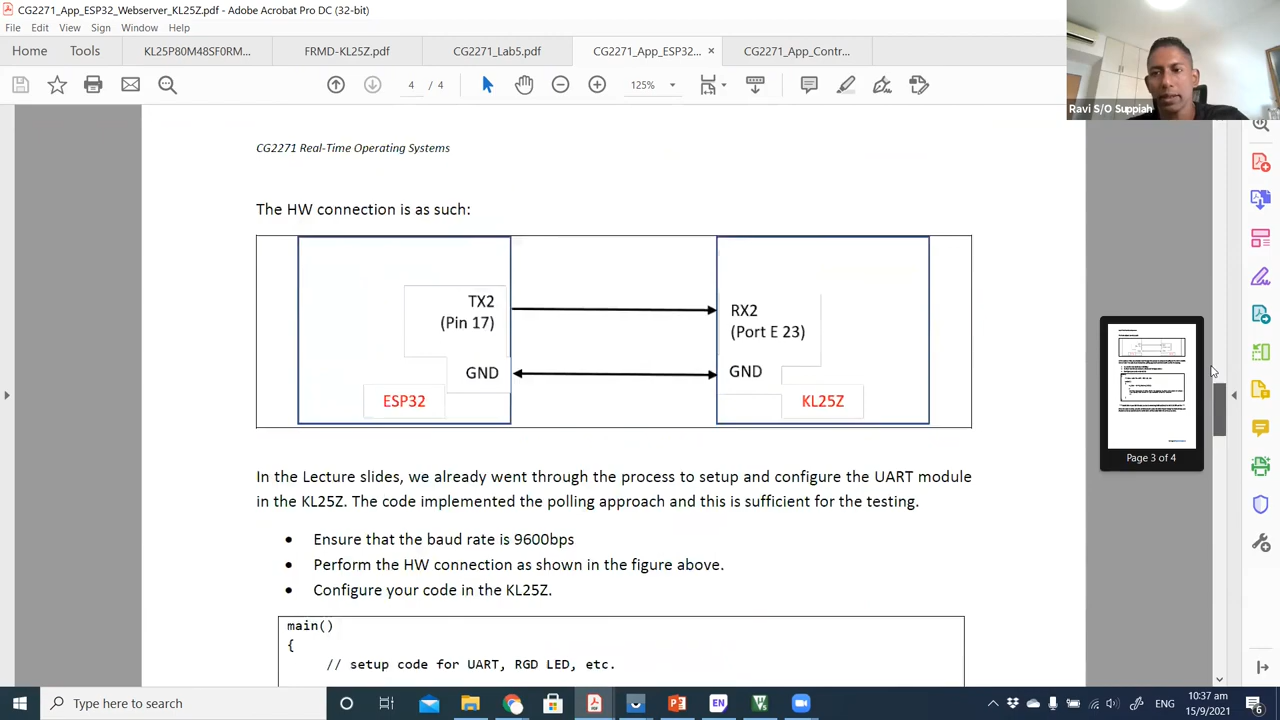 CG2271_App_ESP32_Webserver_KL25Z.pdf - Adobe Acrobat Pro DC (32-bit)
File Edit View Sign Window Help
Home Tools KL25P80M48SF0RM... FRMD-KL25Z.pdf CG2271_Lab5.pdf CG2271_App_ESP32... × CG2271_App_Contr...
4 / 4 125%
Ravi S/O Suppiah
CG2271 Real-Time Operating Systems
The HW connection is as such:
TX2
(Pin 17)
GND
ESP32
RX2
(Port E 23)
GND
KL25Z
Page 3 of 4
In the Lecture slides, we already went through the process to setup and configure the UART module
in the KL25Z. The code implemented the polling approach and this is sufficient for the testing.
• Ensure that the baud rate is 9600bps
• Perform the HW connection as shown in the figure above.
• Configure your code in the KL25Z.
main()
{
// setup code for UART, RGD LED, etc.
Type here to search
EN
ENG
10:37 am
15/9/2021
6